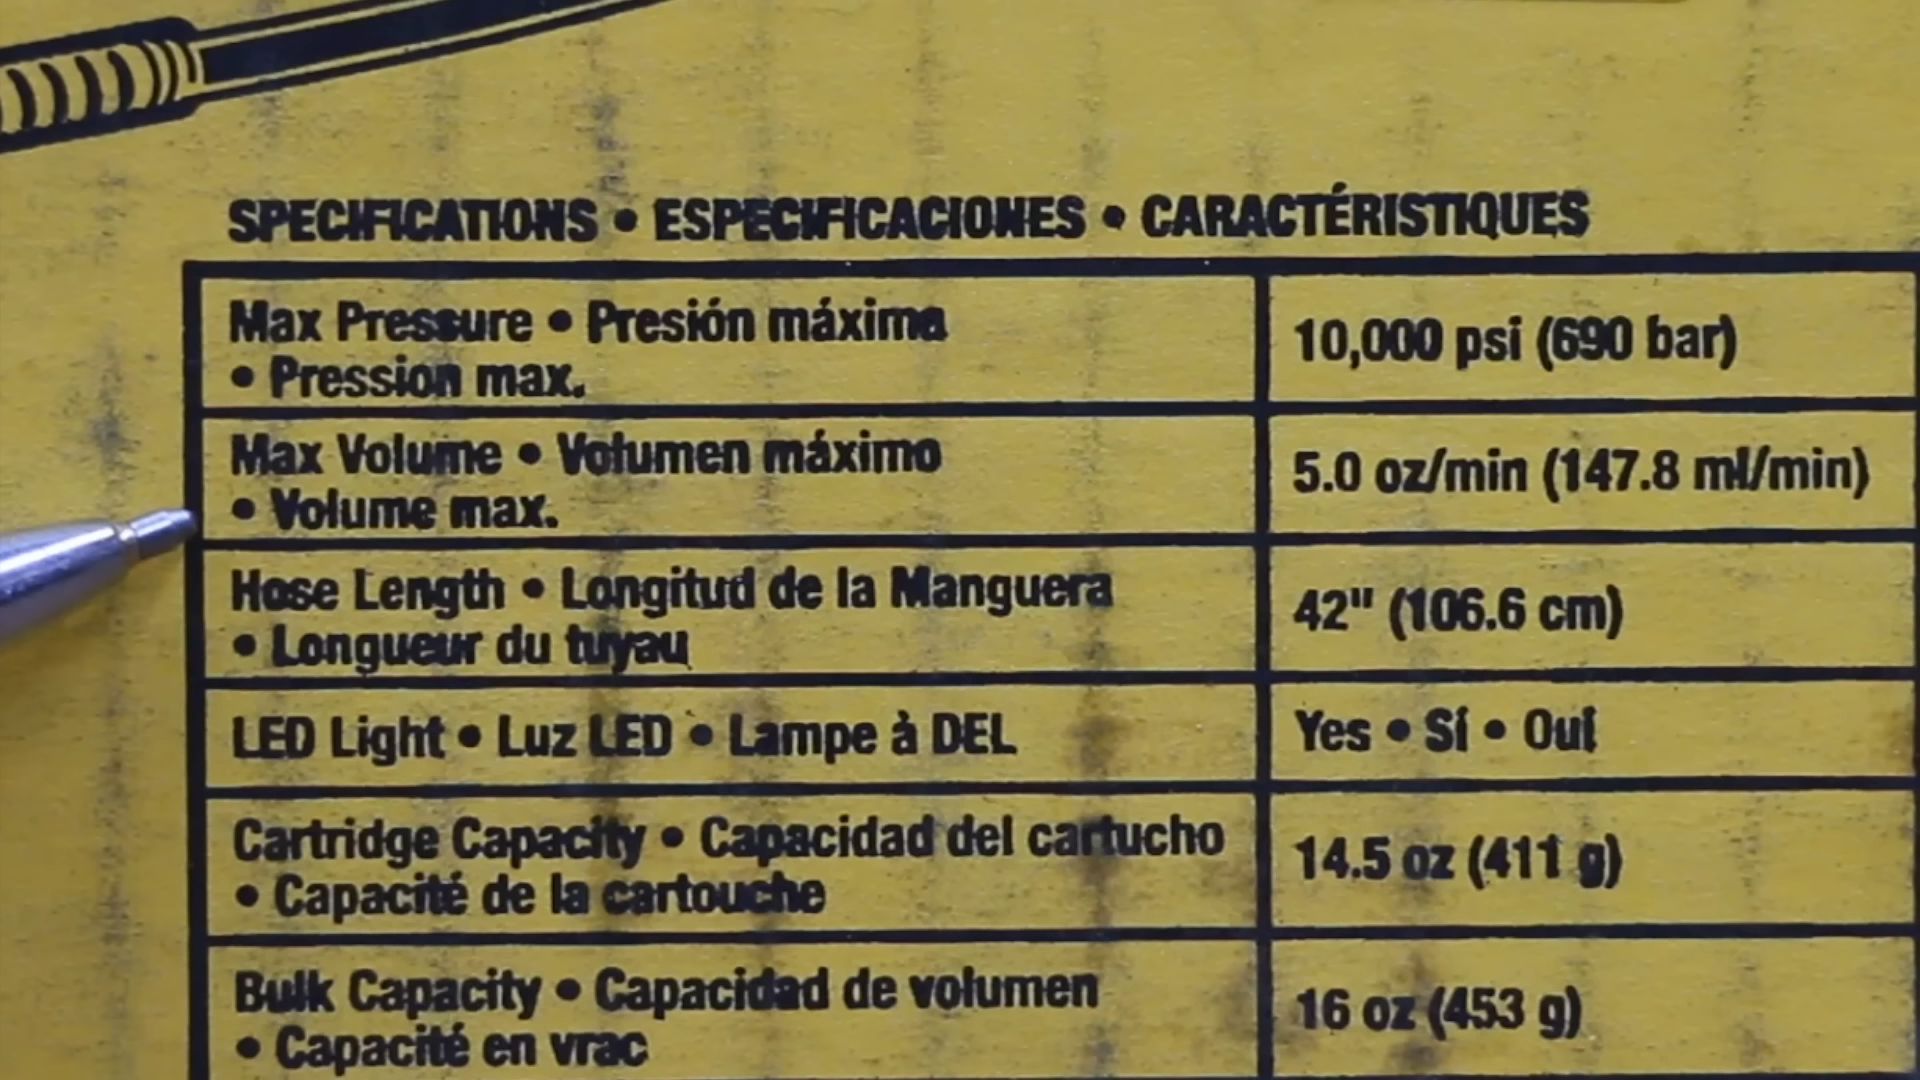 SPECIFICATIONS • ESPECIFICACIONES • CARACTÉRISTIQUES
Max Pressure • Presión máxima
• Pression max.
10,000 psi (690 bar)
Max Volume • Volumen máximo
• Volume max.
5.0 oz/min (147.8 ml/min)
Hose Length • Longitud de la Manguera
• Longueur du tuyau
42" (106.6 cm)
LED Light • Luz LED • Lampe à DEL
Yes • Sí • Ouí
Cartridge Capacity • Capacidad del cartucho
• Capacité de la cartouche
14.5 oz (411 g)
Bulk Capacity • Capacidad de volumen
• Capacité en vrac
16 oz (453 g)